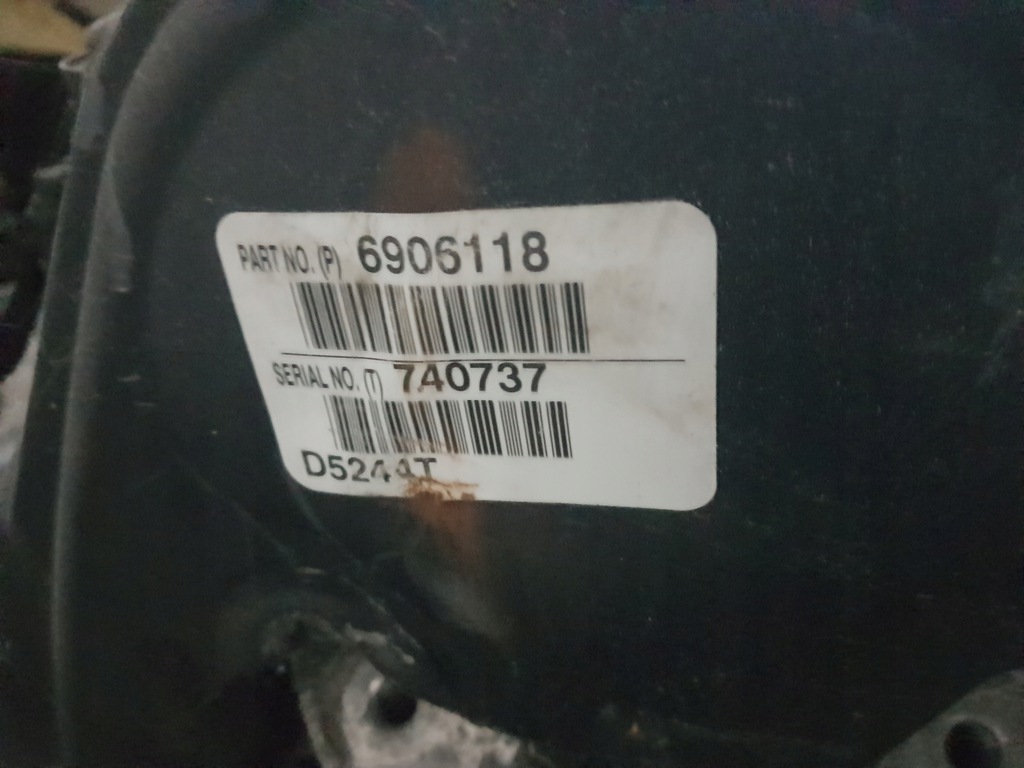 PART NO. (P) 6906118
SERIAL NO. (T) 740737
D5244T